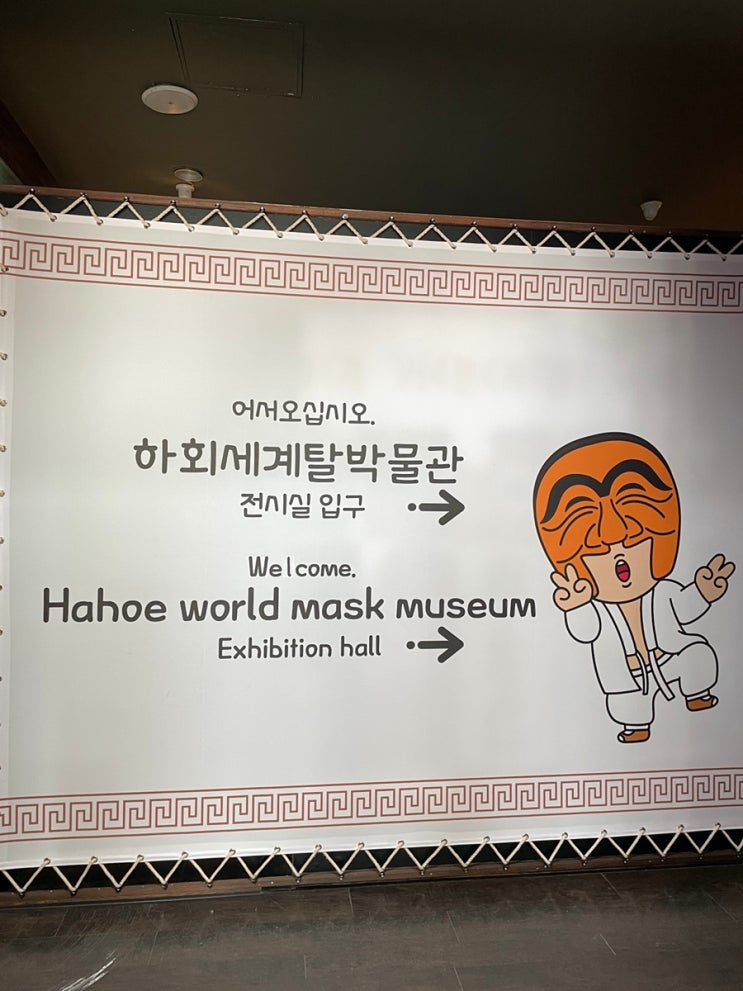 어서오십시오.
하회세계탈박물관
전시실 입구 →
Welcome.
Hahoe world mask museum
Exhibition hall →